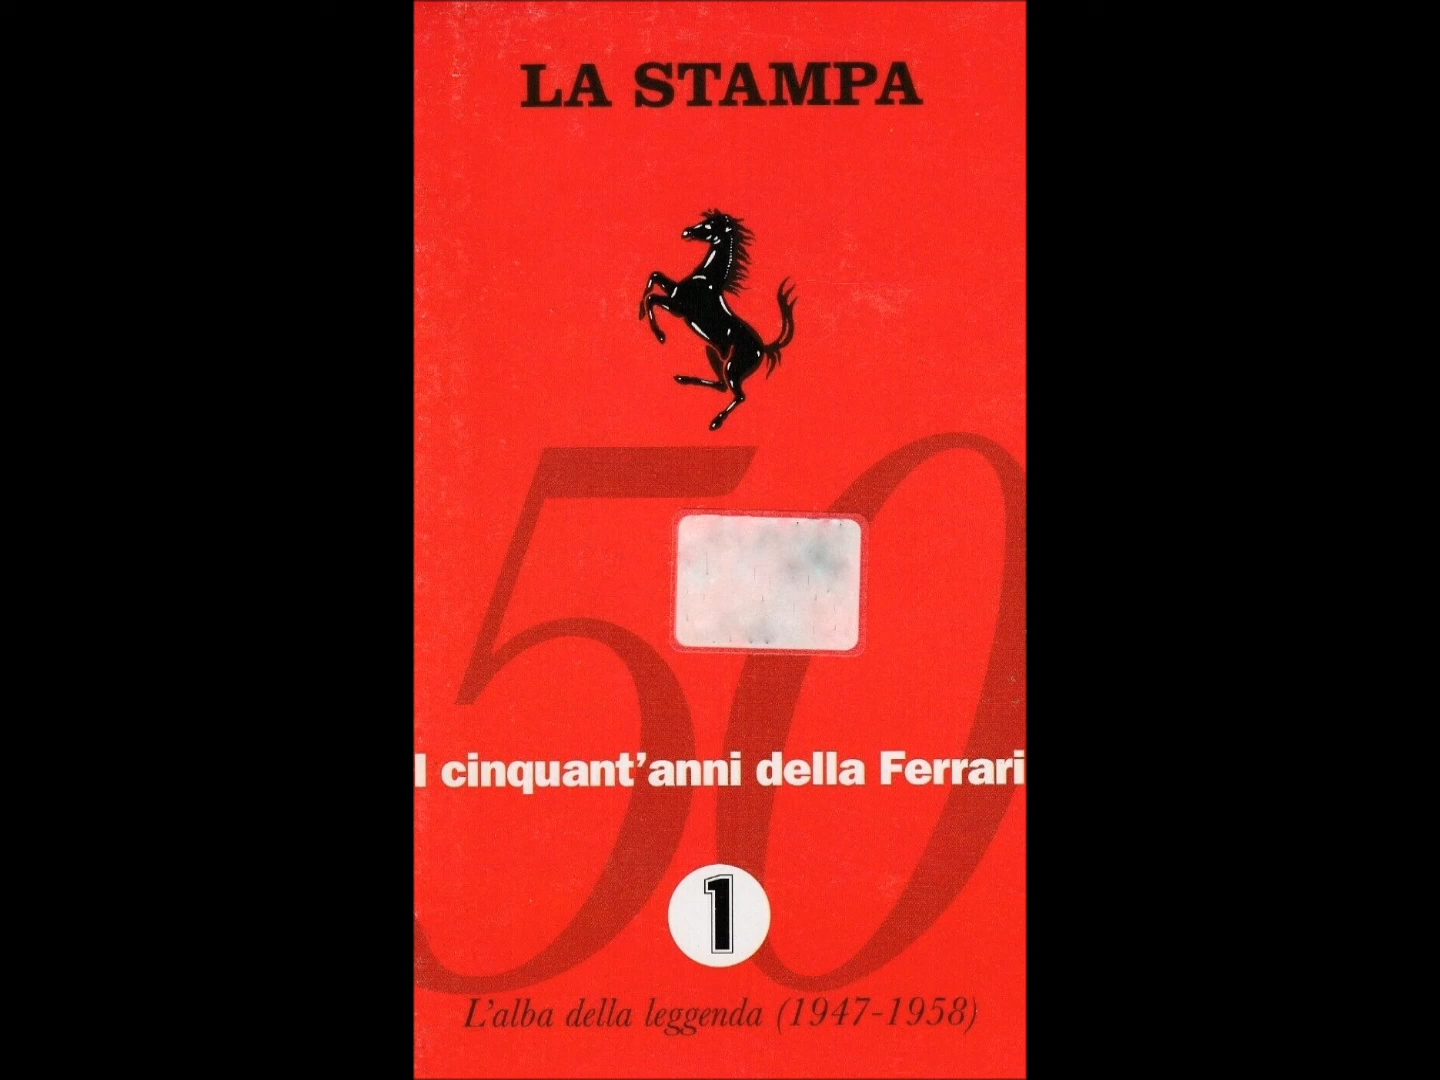 LA STAMPA
50
I cinquant'anni della Ferrari
1
L'alba della leggenda (1947-1958)